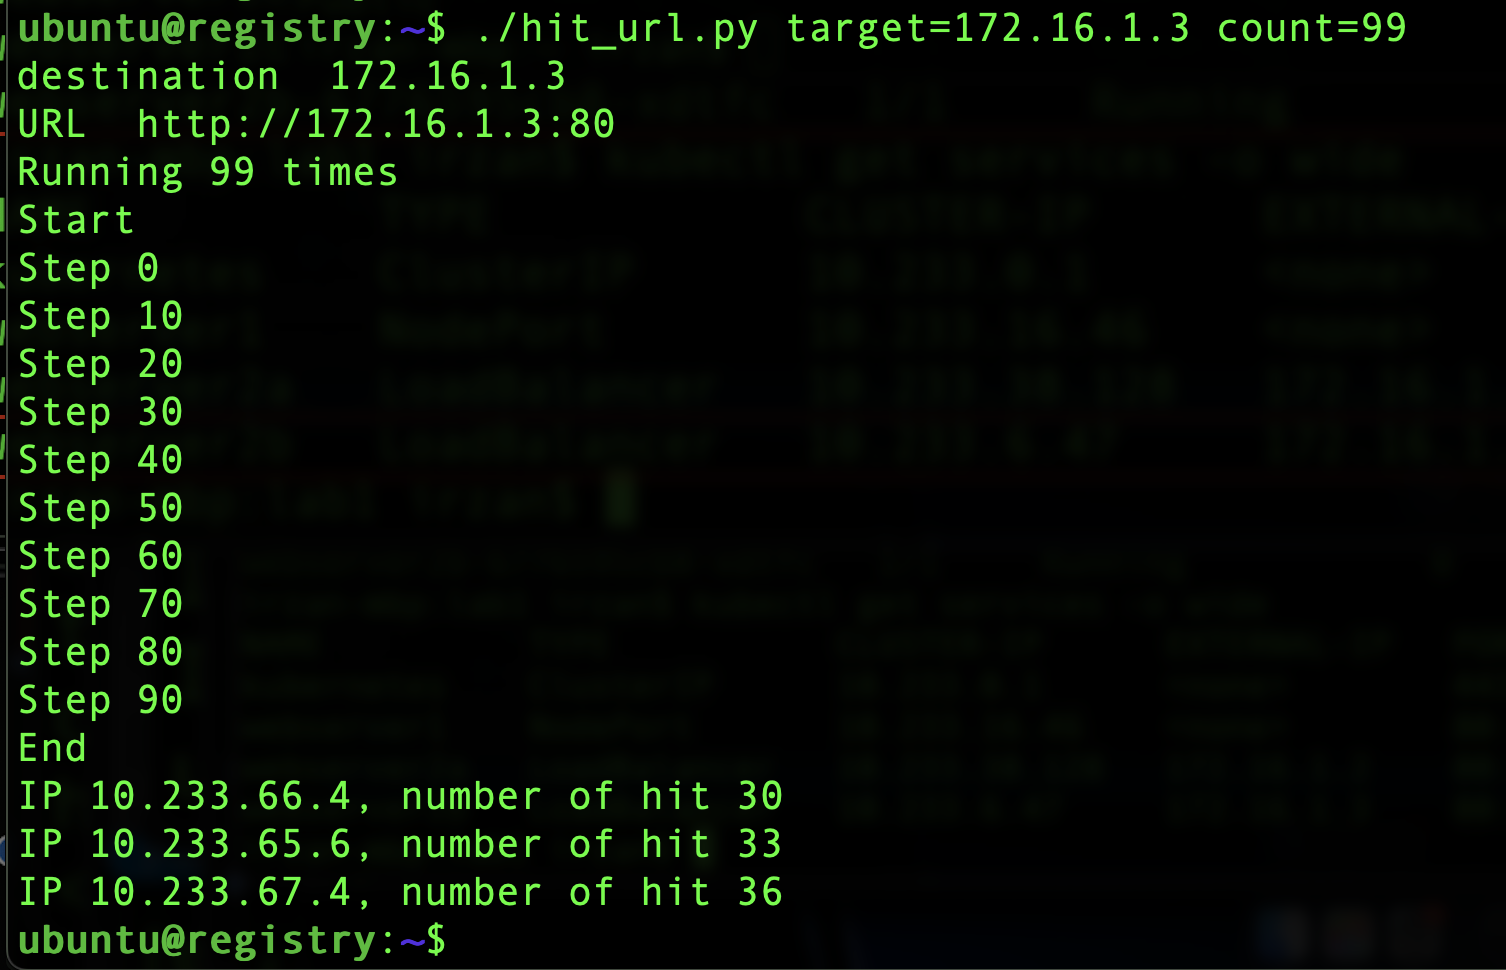 ubuntu@registry:~$ ./hit_url.py target=172.16.1.3 count=99
destination  172.16.1.3
URL  http://172.16.1.3:80
Running 99 times
Start
Step 0
Step 10
Step 20
Step 30
Step 40
Step 50
Step 60
Step 70
Step 80
Step 90
End
IP 10.233.66.4, number of hit 30
IP 10.233.65.6, number of hit 33
IP 10.233.67.4, number of hit 36
ubuntu@registry:~$